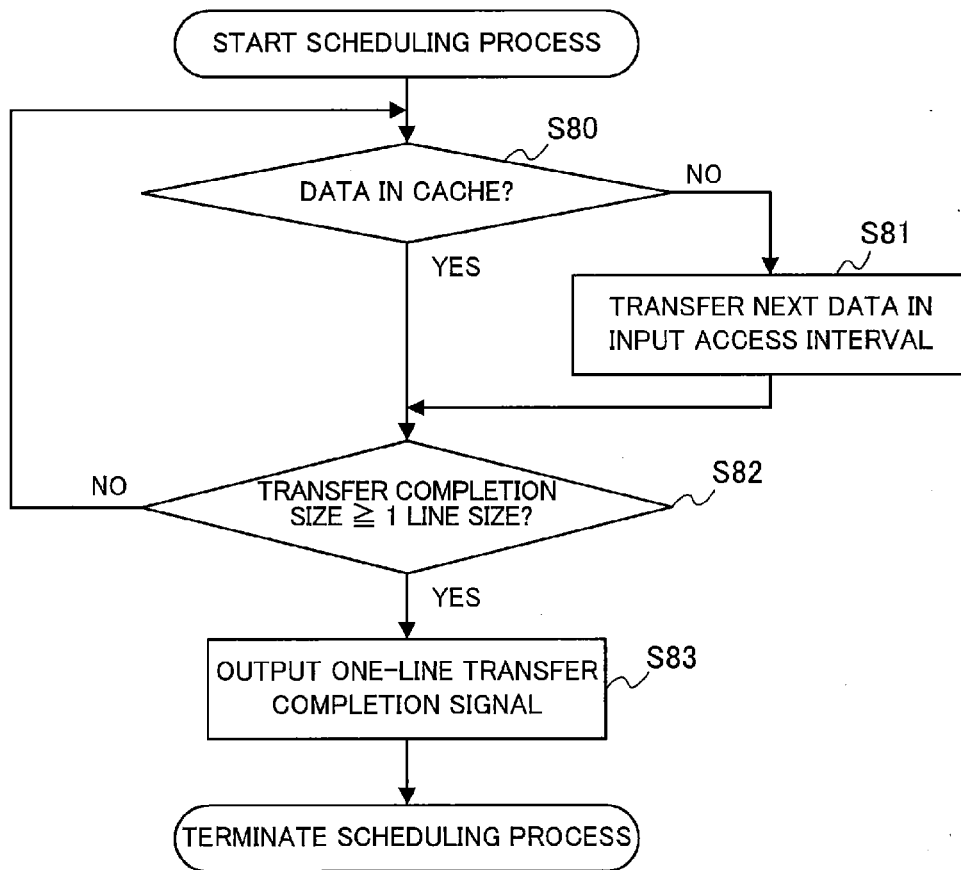 START SCHEDULING PROCESS
S80
DATA IN CACHE?
NO
YES
S81
TRANSFER NEXT DATA IN
INPUT ACCESS INTERVAL
NO
S82
TRANSFER COMPLETION
SIZE ≧ 1 LINE SIZE?
YES
S83
OUTPUT ONE-LINE TRANSFER
COMPLETION SIGNAL
TERMINATE SCHEDULING PROCESS